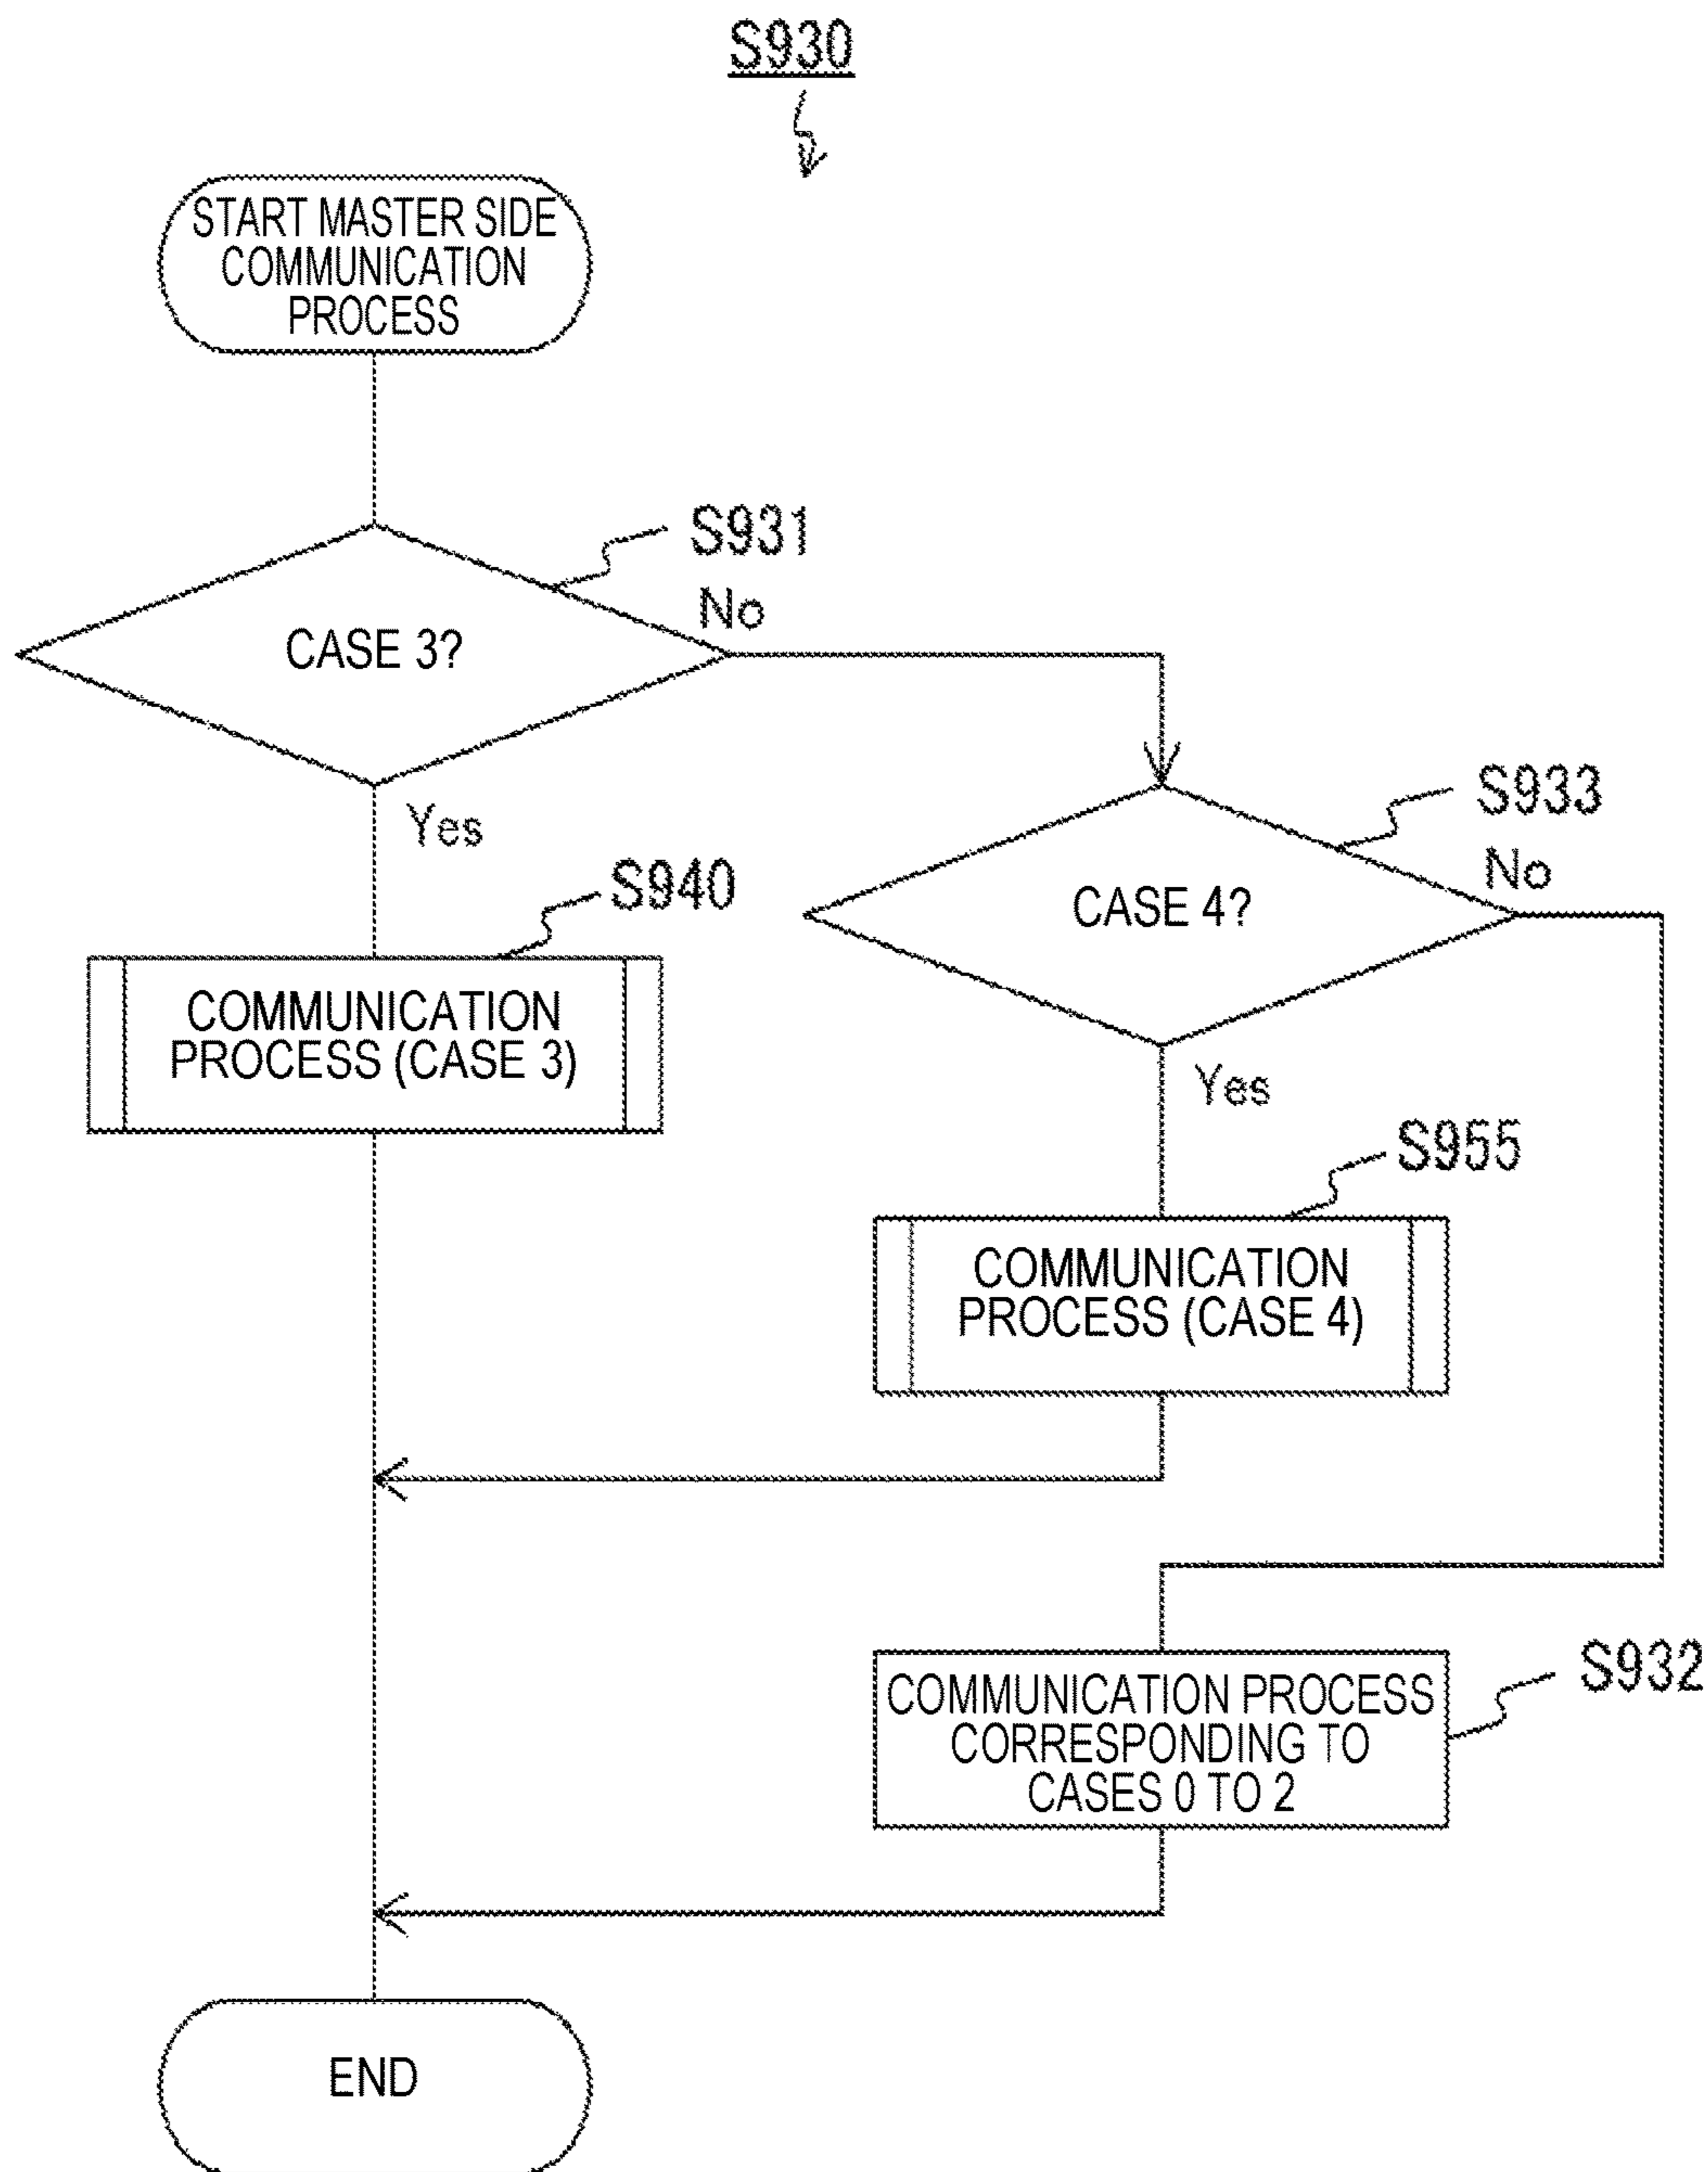 S930
START MASTER SIDE
COMMUNICATION
PROCESS
S931
No
CASE 3?
Yes
S933
No
CASE 4?
S940
COMMUNICATION
PROCESS (CASE 3)
Yes
S955
COMMUNICATION
PROCESS (CASE 4)
S932
COMMUNICATION PROCESS
CORRESPONDING TO
CASES 0 TO 2
END